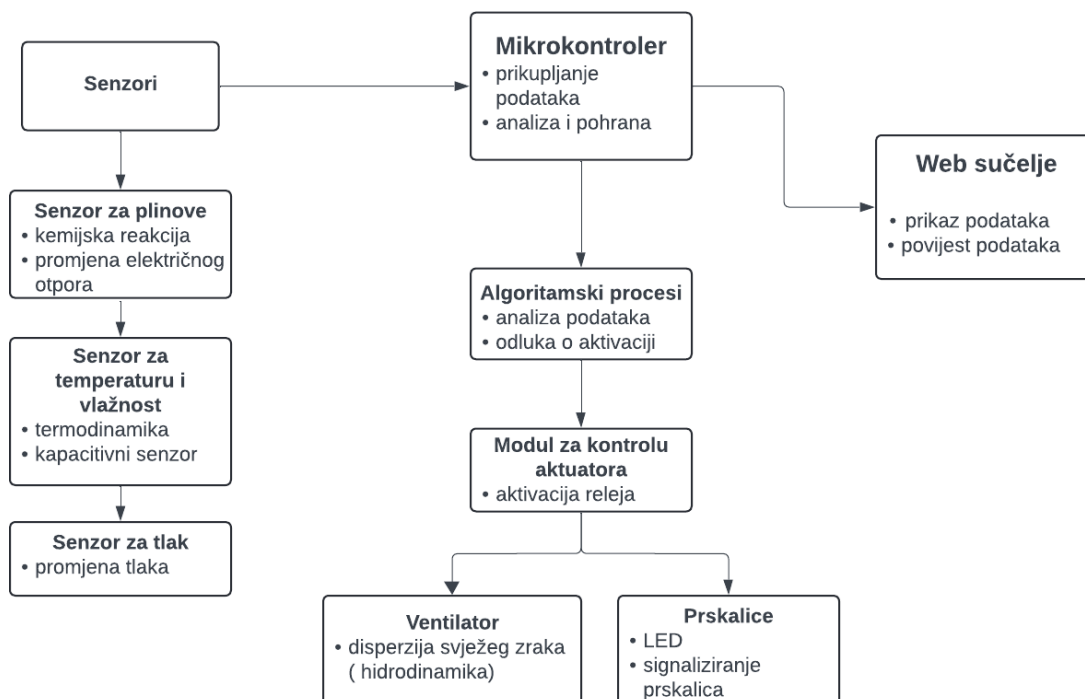 Senzori
Mikrokontroler
• prikupljanje
podataka
• analiza i pohrana
Web sučelje
• prikaz podataka
• povijest podataka
Senzor za plinove
• kemijska reakcija
• promjena električnog
otpora
Senzor za
temperaturu i
vlažnost
• termodinamika
• kapacitivni senzor
Senzor za tlak
• promjena tlaka
Algoritamski procesi
• analiza podataka
• odluka o aktivaciji
Modul za kontrolu
aktuatora
• aktivacija releja
Ventilator
• disperzija svježeg zraka
( hidrodinamika)
Prskalice
• LED
• signaliziranje
prskalica